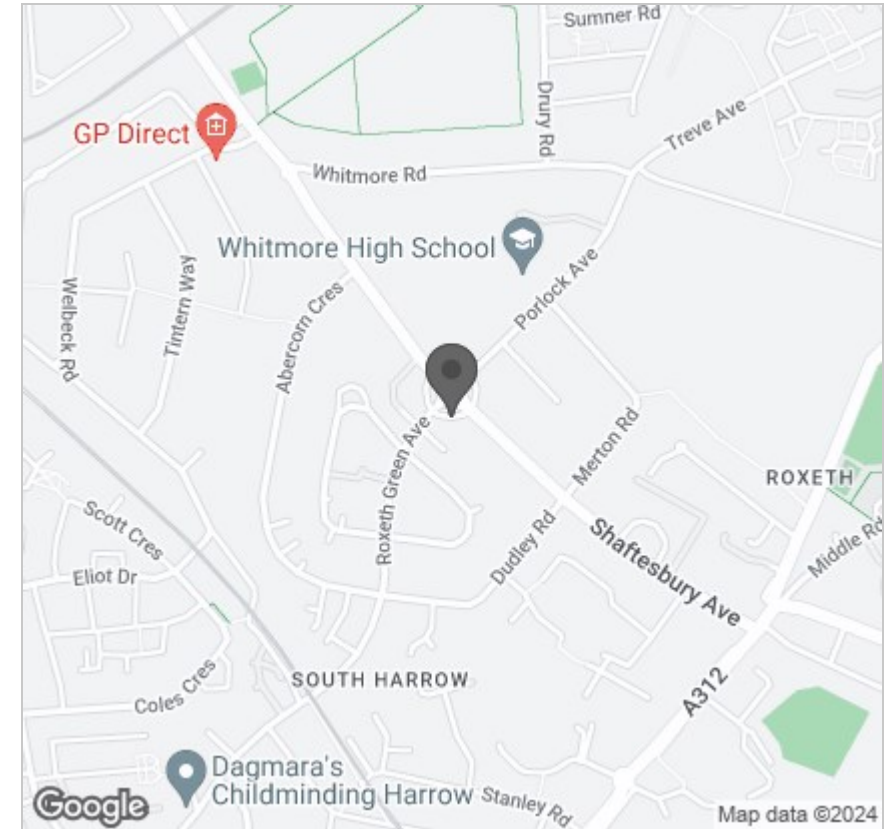 Sumner Rd
Drury Rd
Treve Ave
GP Direct
Whitmore Rd
Whitmore High School
Porlock Ave
Welbeck Rd
Tintern Way
Abercorn Cres
Roxeth Green Ave
Merton Rd
ROXETH
Scott Cres
Dudley Rd
Shaftesbury Ave
Middle Rd
Eliot Dr
SOUTH HARROW
Coles Cres
A312
Dagmara's
Childminding Harrow
Stanley Rd
Google
Map data ©2024